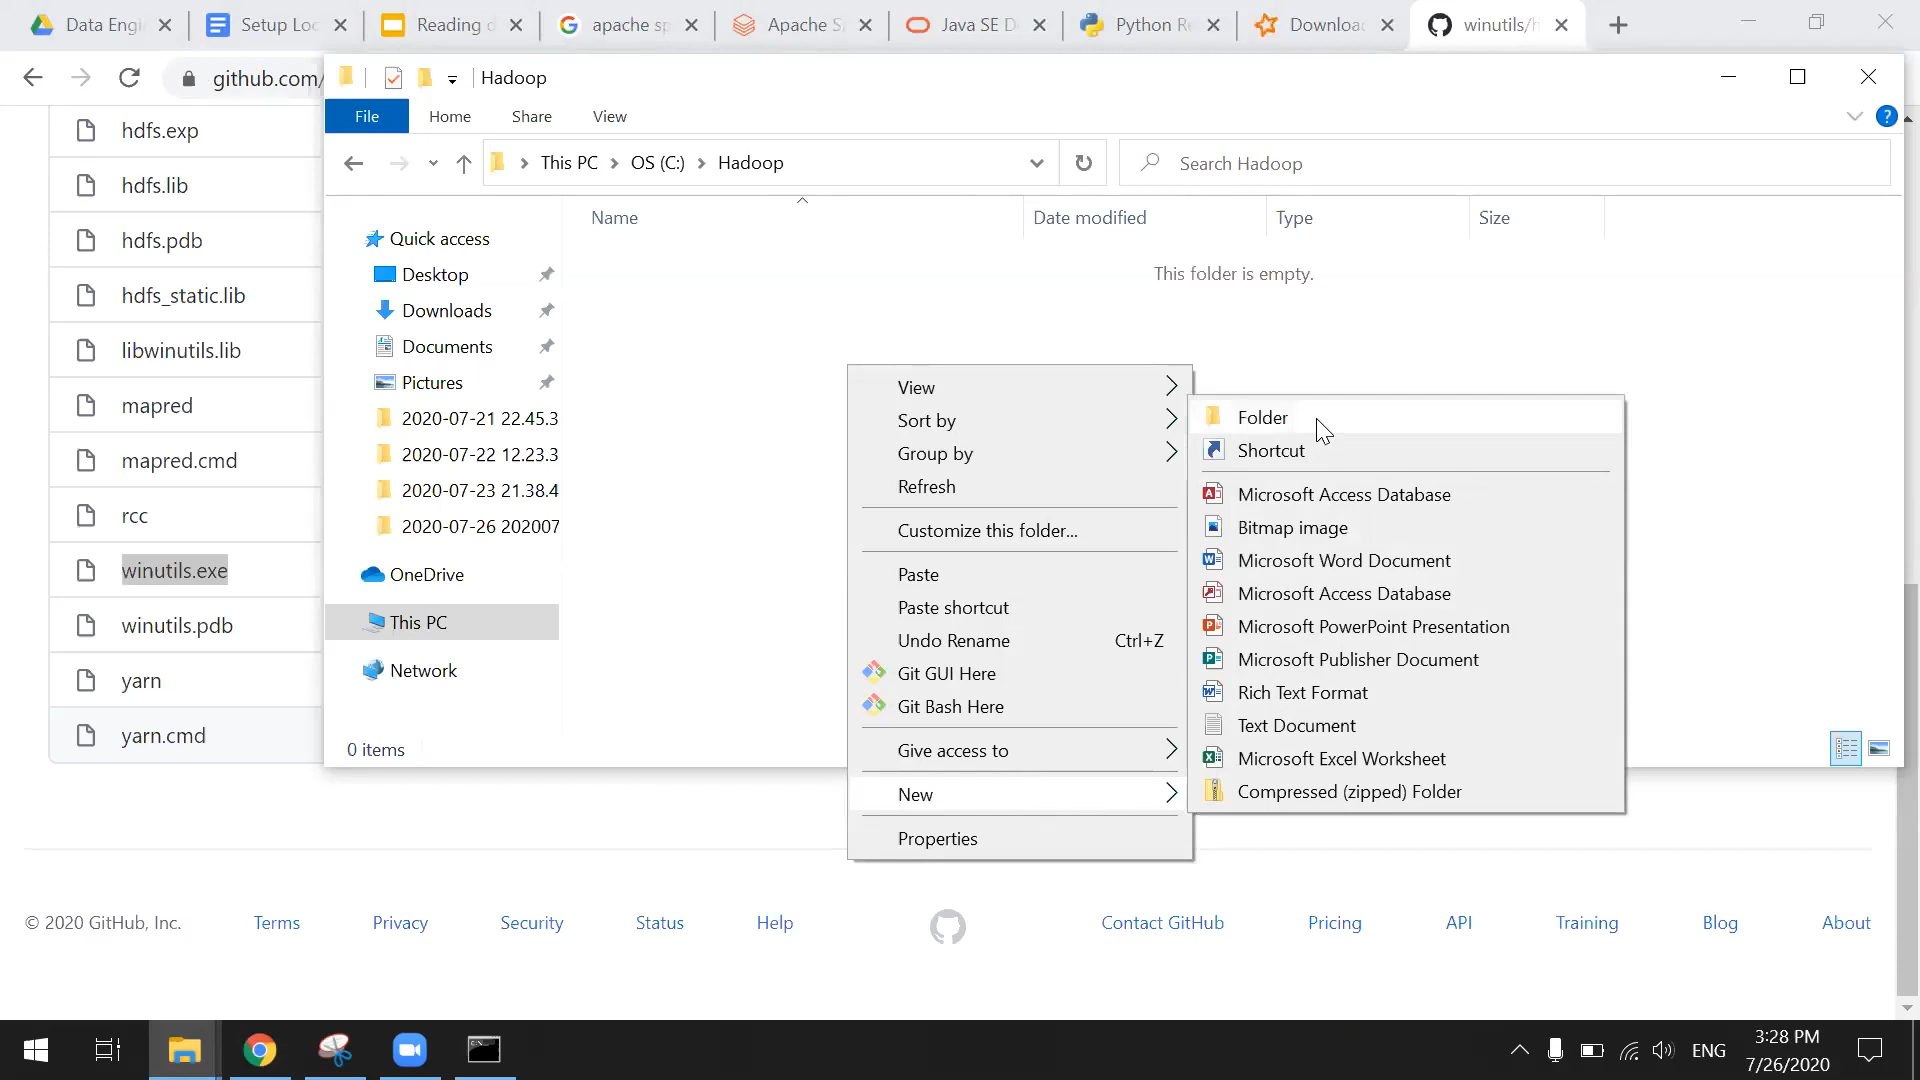 Data Engi
Setup Loc
Reading d
apache sp
Apache S
Java SE D
Python Re
Download
winutils/h
github.com/
Hadoop
File
Home
Share
View
This PC
OS (C:)
Hadoop
Search Hadoop
Name
Date modified
Type
Size
This folder is empty.
Quick access
Desktop
Downloads
Documents
Pictures
2020-07-21 22.45.3
2020-07-22 12.23.3
2020-07-23 21.38.4
2020-07-26 202007
OneDrive
This PC
Network
0 items
hdfs.exp
hdfs.lib
hdfs.pdb
hdfs_static.lib
libwinutils.lib
mapred
mapred.cmd
rcc
winutils.exe
winutils.pdb
yarn
yarn.cmd
View
Sort by
Group by
Refresh
Customize this folder...
Paste
Paste shortcut
Undo Rename Ctrl+Z
Git GUI Here
Git Bash Here
Give access to
New
Properties
Folder
Shortcut
Microsoft Access Database
Bitmap image
Microsoft Word Document
Microsoft Access Database
Microsoft PowerPoint Presentation
Microsoft Publisher Document
Rich Text Format
Text Document
Microsoft Excel Worksheet
Compressed (zipped) Folder
© 2020 GitHub, Inc.
Terms
Privacy
Security
Status
Help
Contact GitHub
Pricing
API
Training
Blog
About
ENG
3:28 PM
7/26/2020